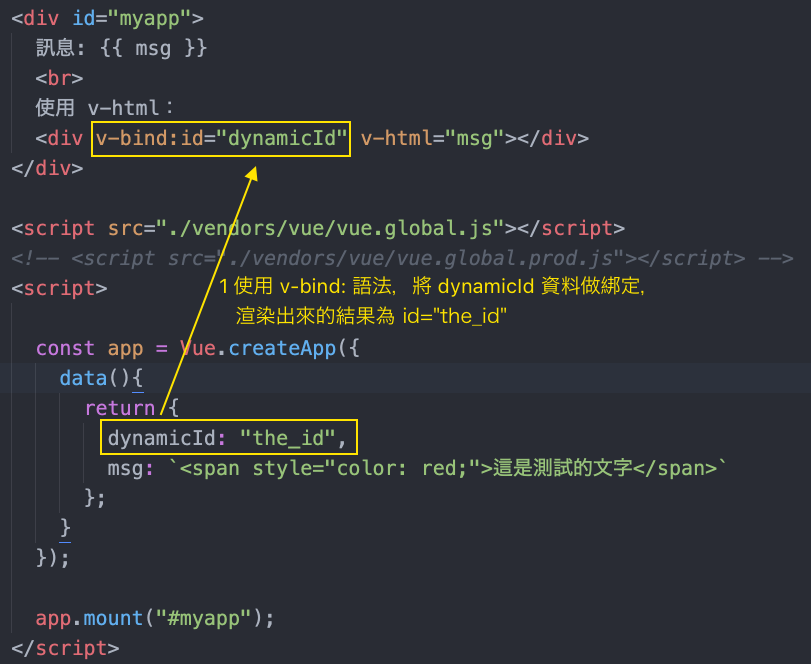 <div id="myapp">
訊息: {{ msg }}
<br>
使用 v-html：
<div v-bind:id="dynamicId" v-html="msg"></div>
</div>
<script src="./vendors/vue/vue.global.js"></script>
<!-- <script src="./vendors/vue/vue.global.prod.js"></script> -->
<script>
1 使用 v-bind: 語法，將 dynamicId 資料做綁定，
渲染出來的結果為 id="the_id"
const app = Vue.createApp({
data(){
return {
dynamicId: "the_id",
msg: `<span style="color: red;">這是測試的文字</span>`
};
}
});
app.mount("#myapp");
</script>